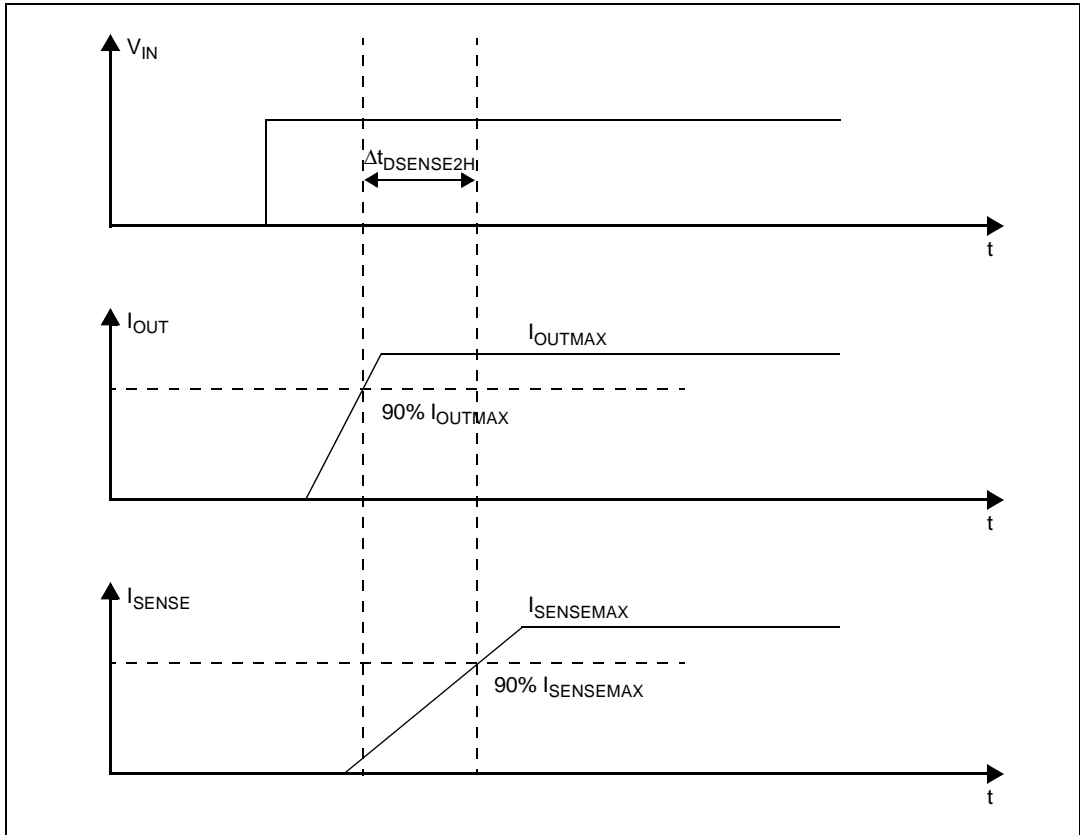 V_IN
Δt_DSENSE2H
t
I_OUT
I_OUTMAX
90% I_OUTMAX
t
I_SENSE
I_SENSEMAX
90% I_SENSEMAX
t